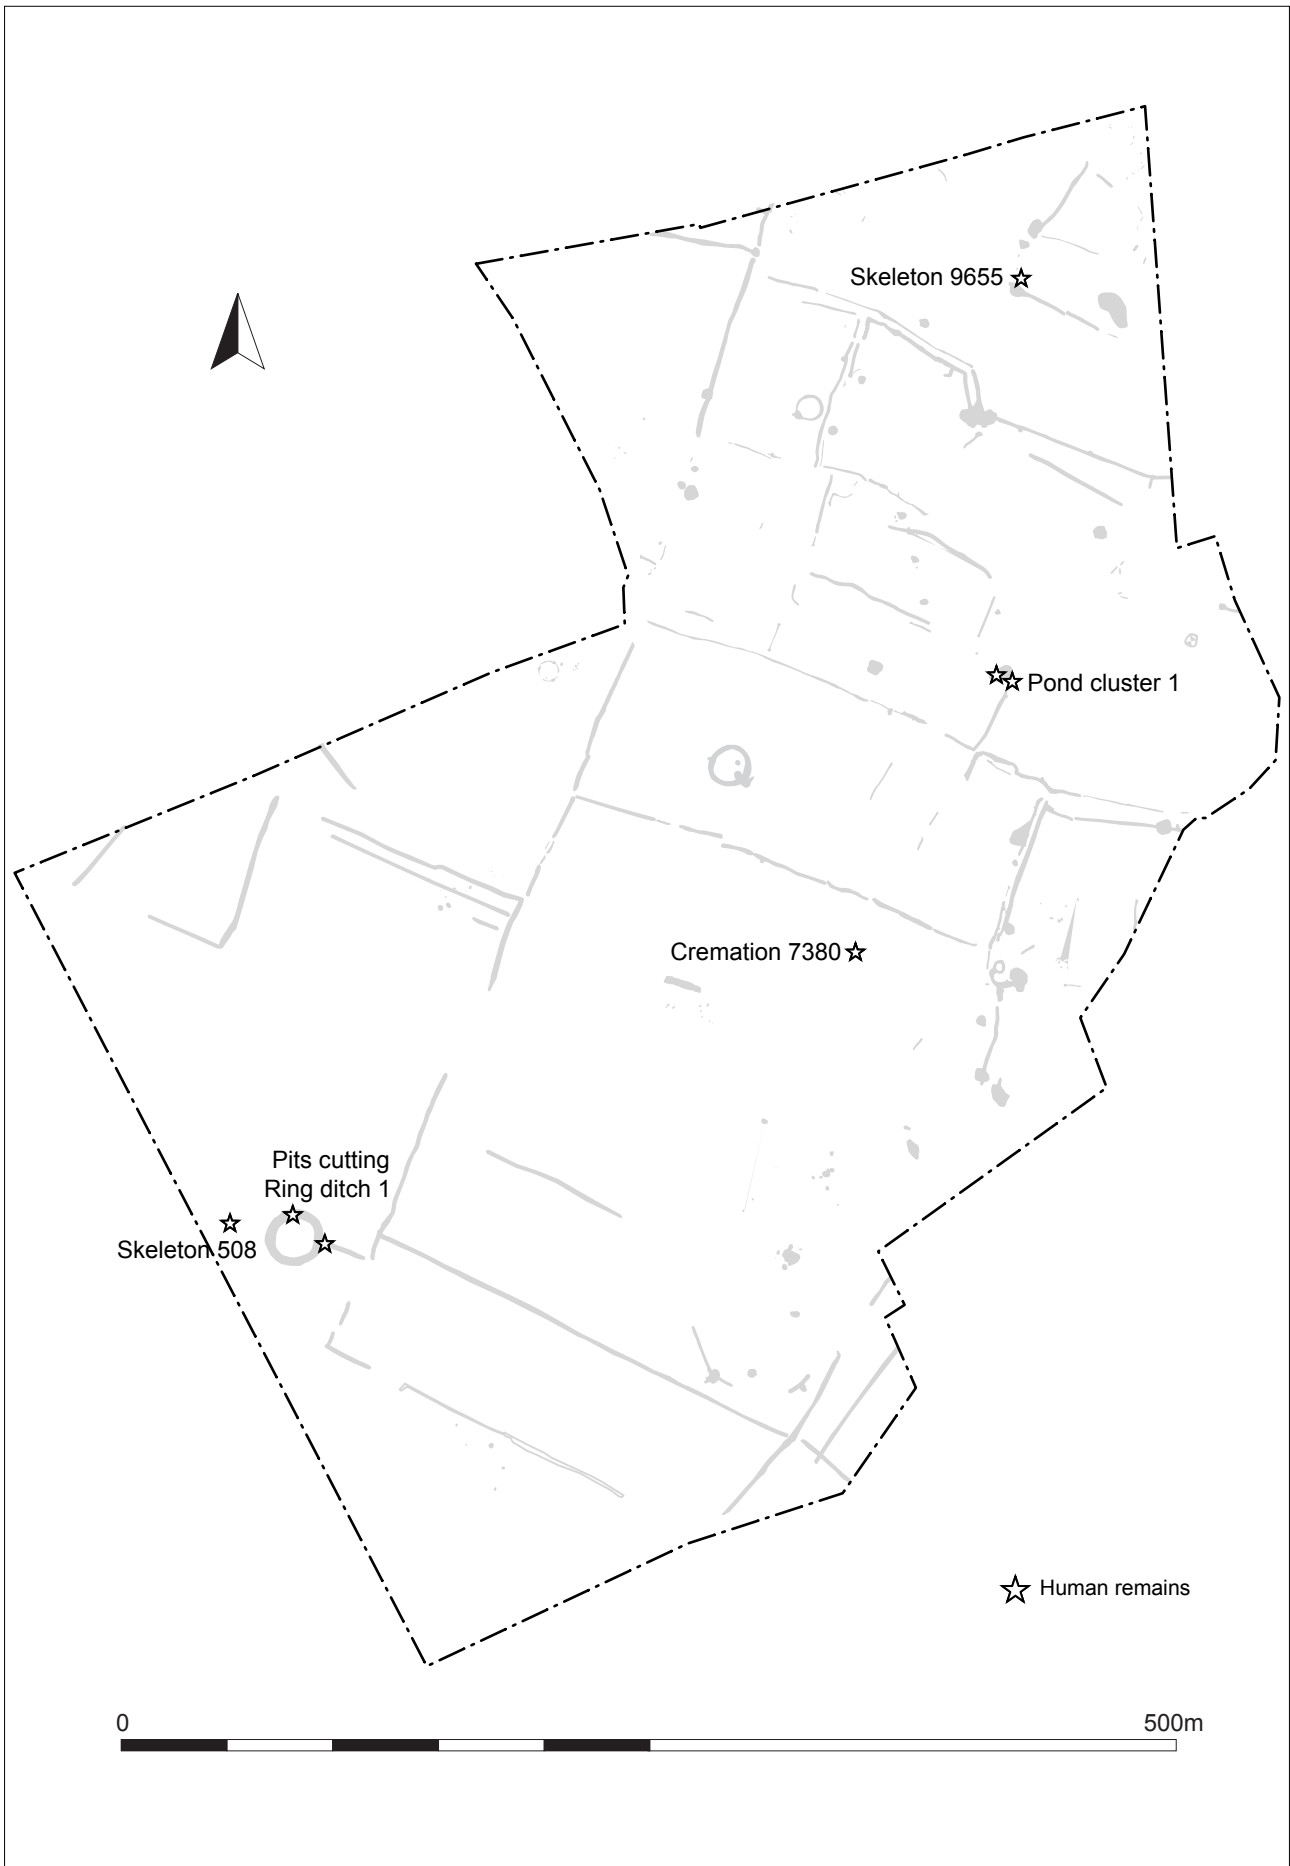 Skeleton 9655
Pond cluster 1
Cremation 7380
Pits cutting
Ring ditch 1
Skeleton 508
Human remains
0
500m